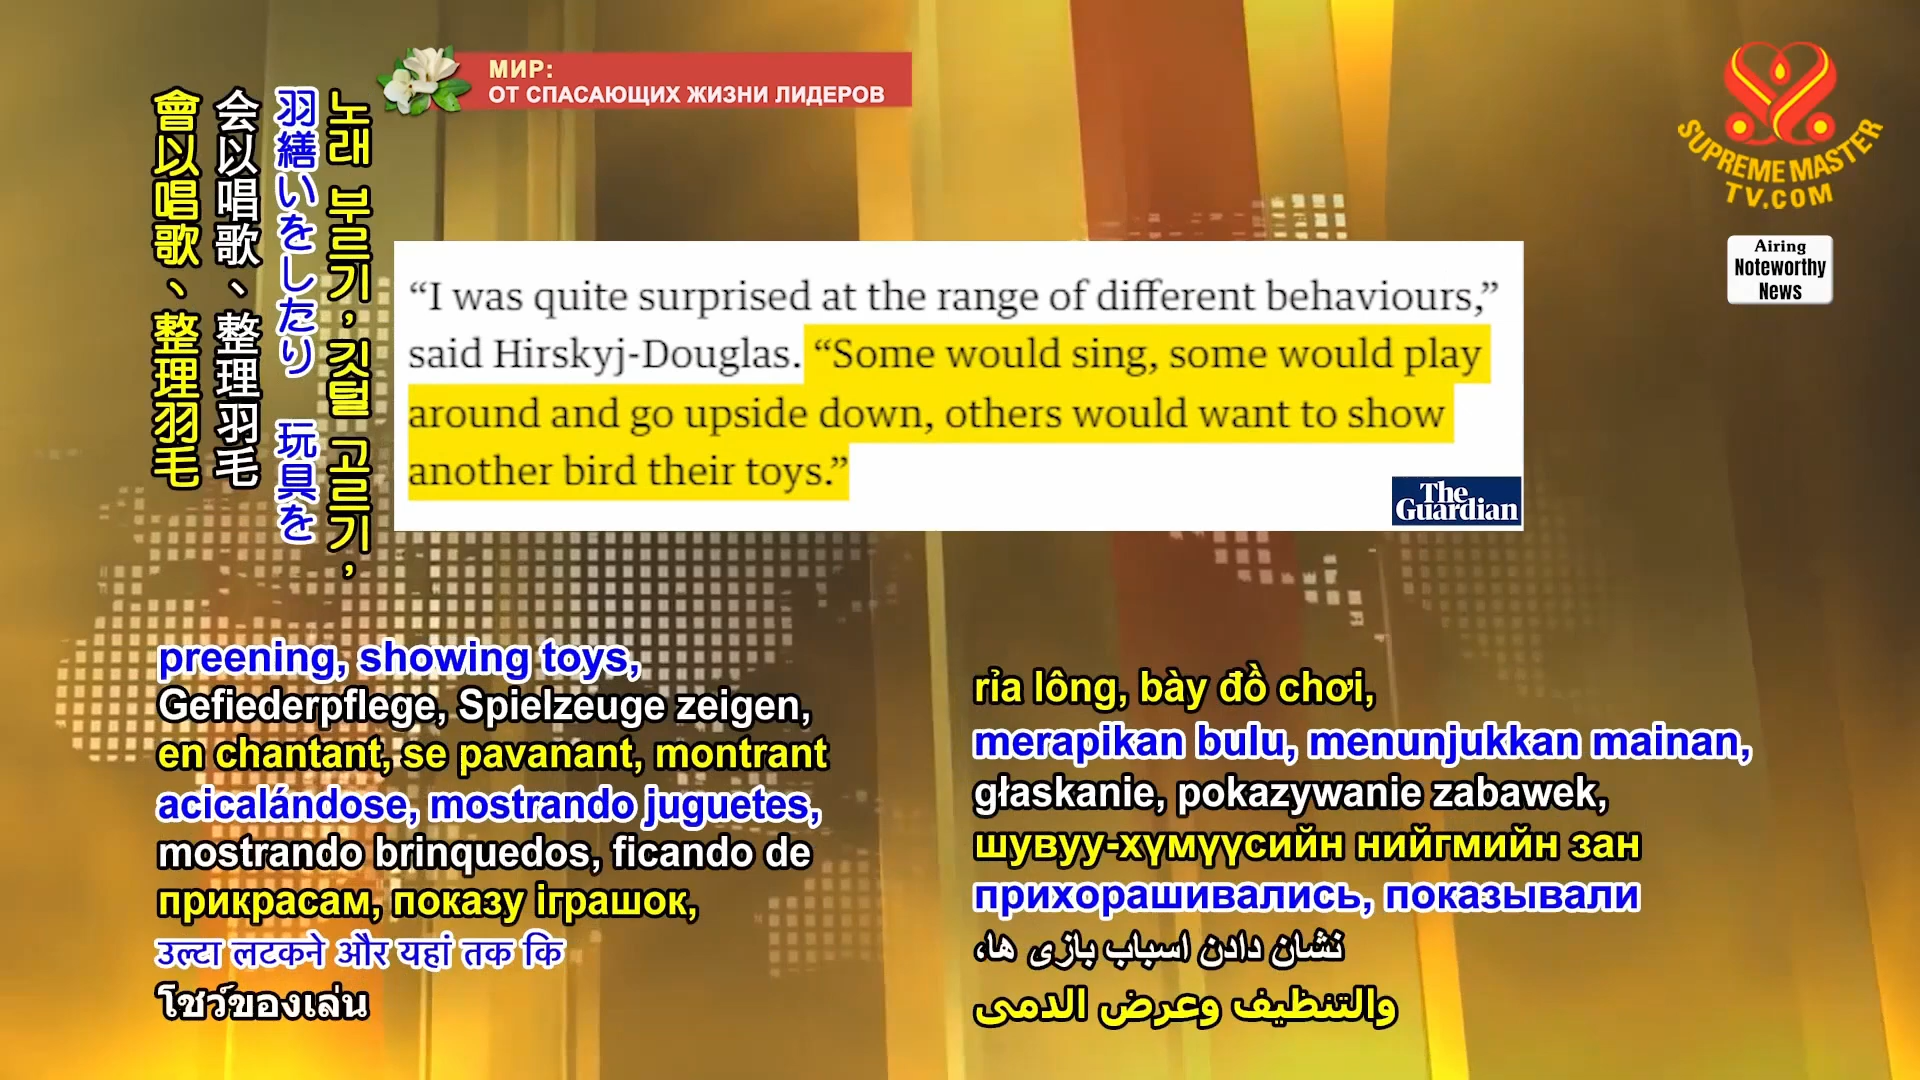 МИР:
ОТ СПАСАЮЩИХ ЖИЗНИ ЛИДЕРОВ
SUPREME MASTER
TV.COM
Airing
Noteworthy
News
會以唱歌、整理羽毛
会以唱歌、整理羽毛
羽繕いをしたり 玩具を
노래 부르기, 깃털 고르기,
“I was quite surprised at the range of different behaviours,”
said Hirskyj-Douglas. “Some would sing, some would play
around and go upside down, others would want to show
another bird their toys.”
The
Guardian
preening, showing toys,
Gefiederpflege, Spielzeuge zeigen,
en chantant, se pavanant, montrant
acicalándose, mostrando juguetes,
mostrando brinquedos, ficando de
прикрасам, показу іграшок,
उल्टा लटकने और यहां तक कि
โชว์ของเล่น
rỉa lông, bày đồ chơi,
merapikan bulu, menunjukkan mainan,
głaskanie, pokazywanie zabawek,
шувуу-хүмүүсийн нийгмийн зан
прихорашивались, показывали
نشان دادن اسباب بازی ها،
والتنظيف وعرض الدمى